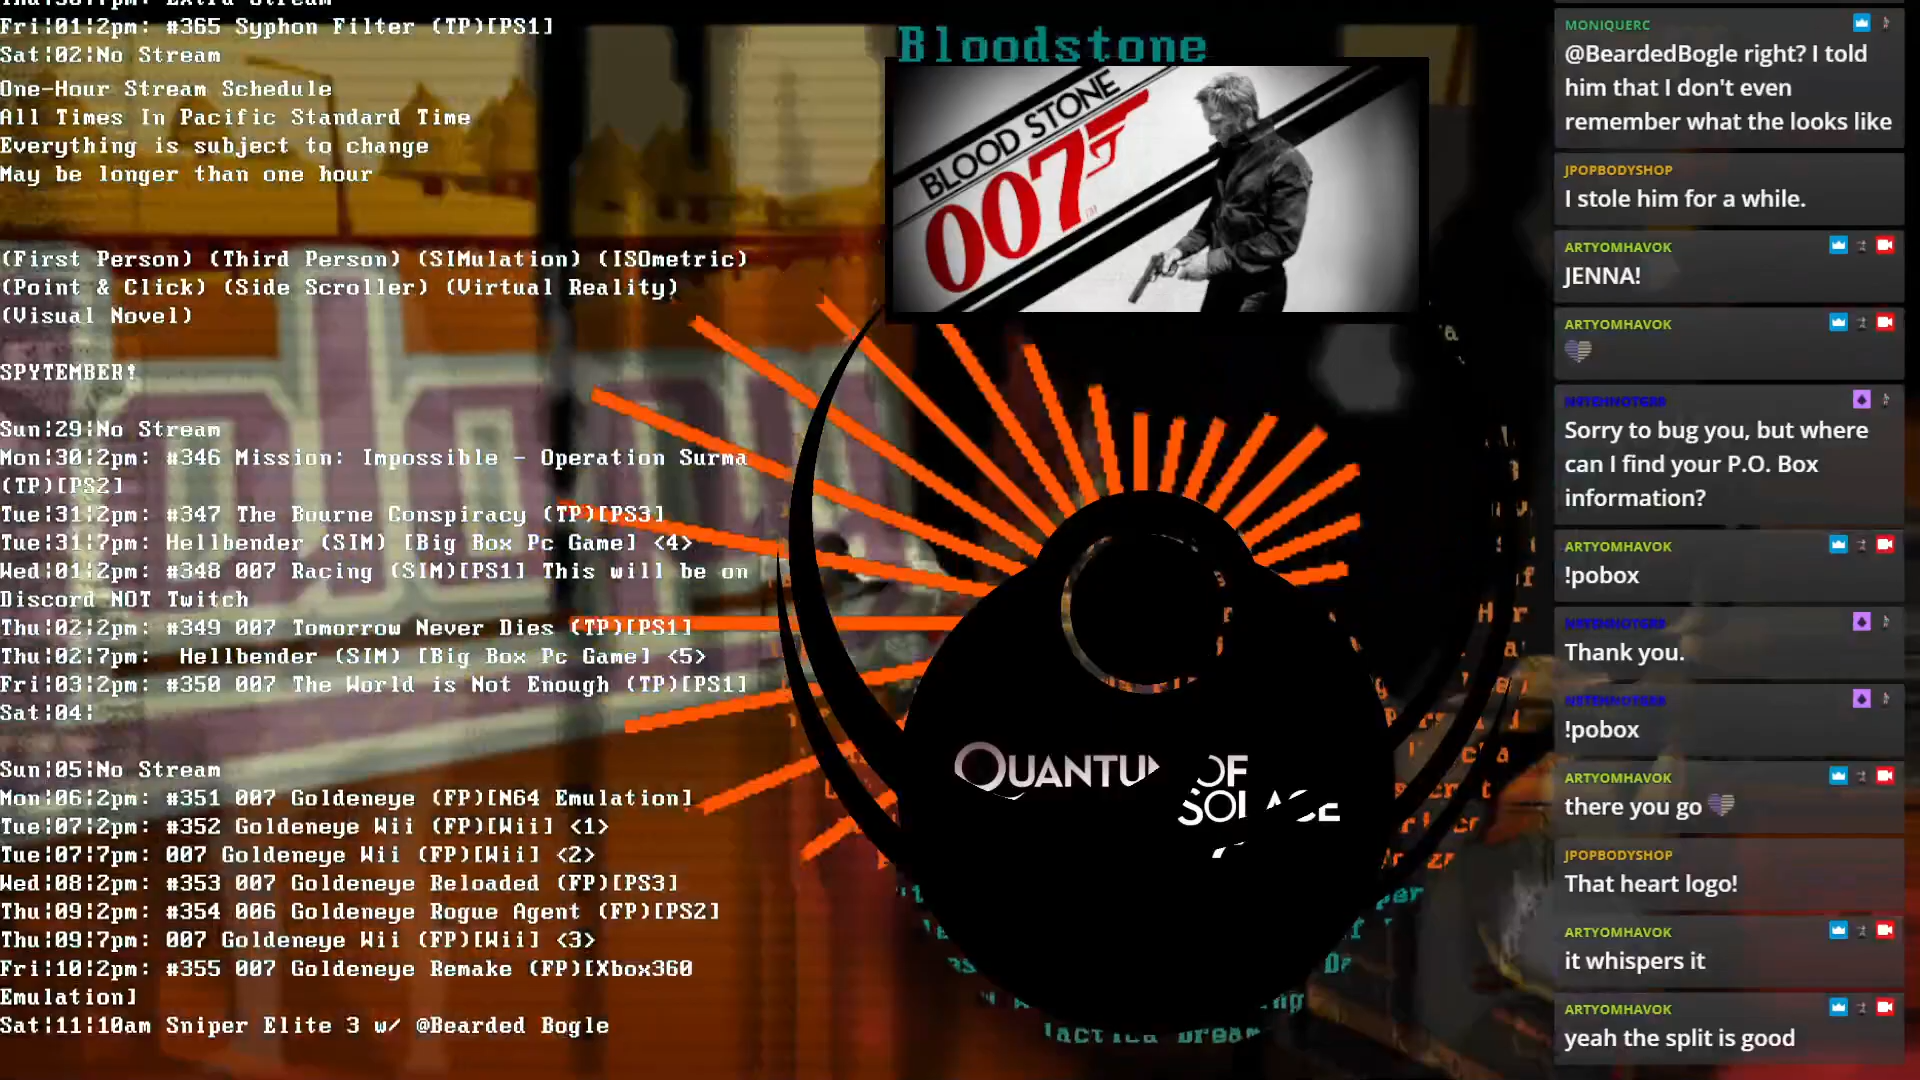 Fri:01:2pm: #365 Syphon Filter (TP)[PS1]
Sat:02:No Stream
One-Hour Stream Schedule
All Times In Pacific Standard Time
Everything is subject to change
May be longer than one hour
(First Person) (Third Person) (SIMulation) (ISOmetric)
(Point & Click) (Side Scroller) (Virtual Reality)
(Visual Novel)
SPYTEMBER!
Sun:29:No Stream
Mon:30:2pm: #346 Mission: Impossible - Operation Surma
(TP)[PS2]
Tue:31:2pm: #347 The Bourne Conspiracy (TP)[PS3]
Tue:31:7pm: Hellbender (SIM) [Big Box Pc Game] <4>
Wed:01:2pm: #348 007 Racing (SIM)[PS1] This will be on
Discord NOT Twitch
Thu:02:2pm: #349 007 Tomorrow Never Dies (TP)[PS1]
Thu:02:7pm:  Hellbender (SIM) [Big Box Pc Game] <5>
Fri:03:2pm: #350 007 The World is Not Enough (TP)[PS1]
Sat:04:
Sun:05:No Stream
Mon:06:2pm: #351 007 Goldeneye (FP)[N64 Emulation]
Tue:07:2pm: #352 Goldeneye Wii (FP)[Wii] <1>
Tue:07:7pm: 007 Goldeneye Wii (FP)[Wii] <2>
Wed:08:2pm: #353 007 Goldeneye Reloaded (FP)[PS3]
Thu:09:2pm: #354 006 Goldeneye Rogue Agent (FP)[PS2]
Thu:09:7pm: 007 Goldeneye Wii (FP)[Wii] <3>
Fri:10:2pm: #355 007 Goldeneye Remake (FP)[Xbox360
Emulation]
Sat:11:10am Sniper Elite 3 w/ @Bearded Bogle
Bloodstone
BLOOD STONE
007
QUANTUM OF
SOLACE
MONIQUERC
@BeardedBogle right? I told
him that I don't even
remember what the looks like
JPOPBODYSHOP
I stole him for a while.
ARTYOMHAVOK
JENNA!
ARTYOMHAVOK
Sorry to bug you, but where
can I find your P.O. Box
information?
ARTYOMHAVOK
!pobox
Thank you.
!pobox
ARTYOMHAVOK
there you go
JPOPBODYSHOP
That heart logo!
ARTYOMHAVOK
it whispers it
ARTYOMHAVOK
yeah the split is good